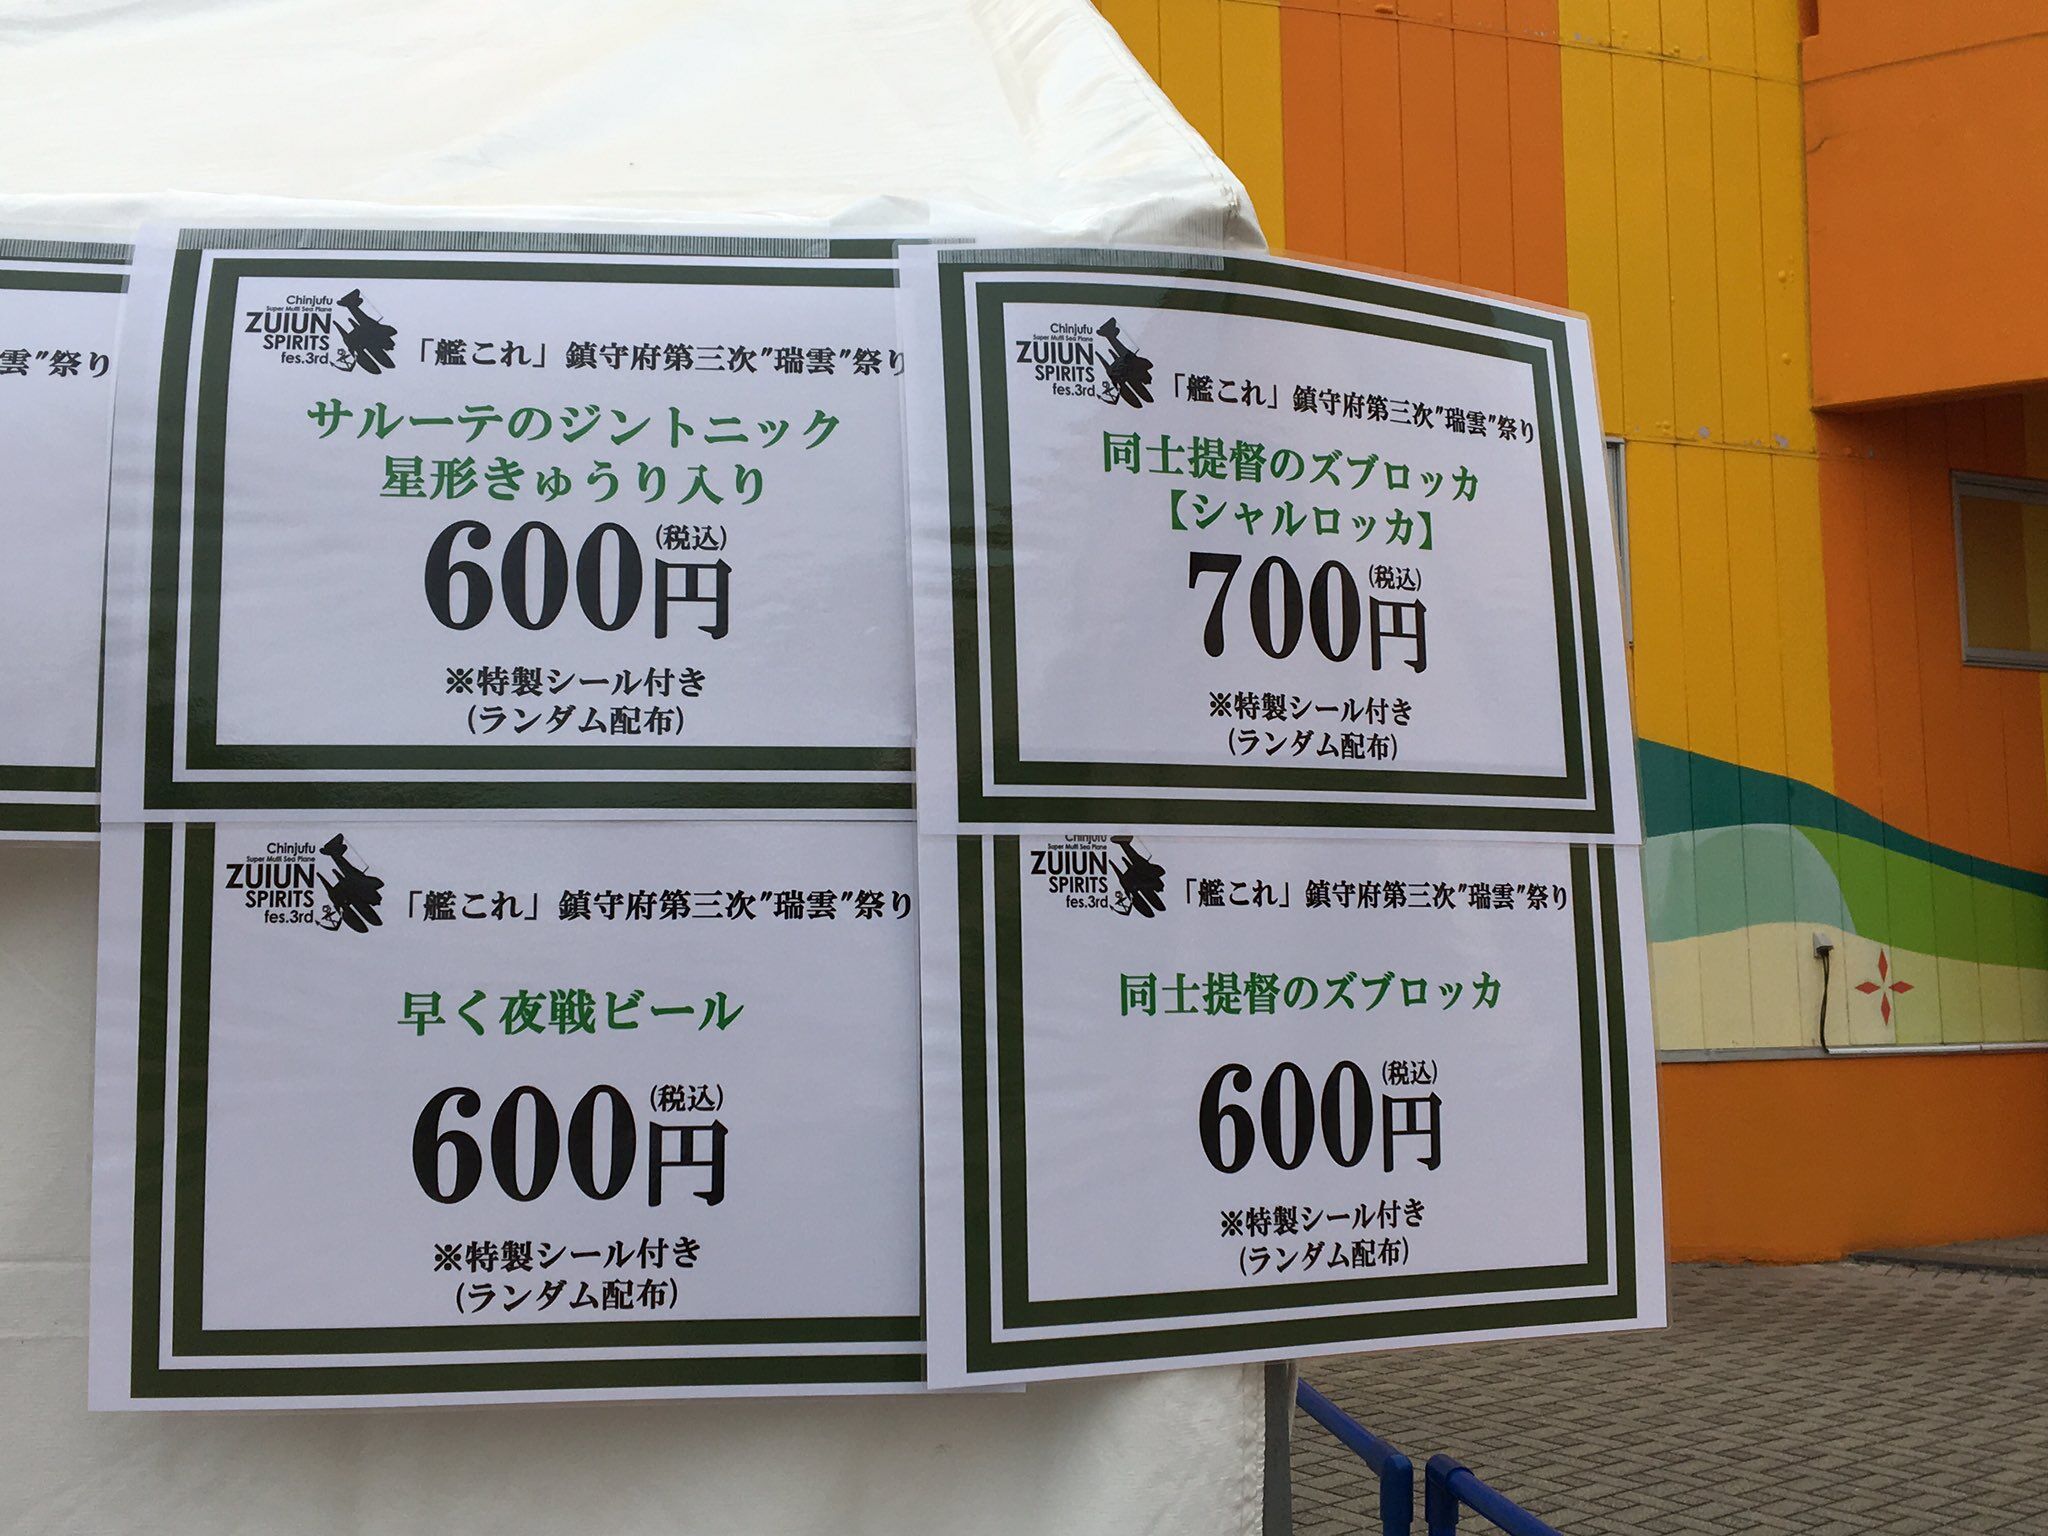 雲"祭り
Chinjufu
Super Multi Sea Plane
ZUIUN
SPIRITS
fes.3rd
「艦これ」鎮守府第三次"瑞雲"祭り
サルーテのジントニック
星形きゅうり入り
600円(税込)
※特製シール付き
(ランダム配布)
Chinjufu
Super Multi Sea Plane
ZUIUN
SPIRITS
fes.3rd
「艦これ」鎮守府第三次"瑞雲"祭り
同士提督のズブロッカ
【シャルロッカ】
700円(税込)
※特製シール付き
(ランダム配布)
Chinjufu
Super Multi Sea Plane
ZUIUN
SPIRITS
fes.3rd
「艦これ」鎮守府第三次"瑞雲"祭り
早く夜戦ビール
600円(税込)
※特製シール付き
(ランダム配布)
Chinjufu
Super Multi Sea Plane
ZUIUN
SPIRITS
fes.3rd
「艦これ」鎮守府第三次"瑞雲"祭り
同士提督のズブロッカ
600円(税込)
※特製シール付き
(ランダム配布)